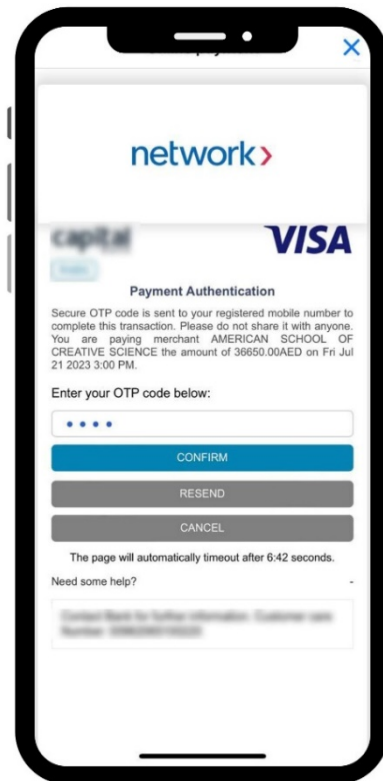 network
capital
VISA
Payment Authentication
Secure OTP code is sent to your registered mobile number to
complete this transaction. Please do not share it with anyone.
You are paying merchant AMERICAN SCHOOL OF
CREATIVE SCIENCE the amount of 36650.00AED on Fri Jul
21 2023 3:00 PM.
Enter your OTP code below:
••••
CONFIRM
RESEND
CANCEL
The page will automatically timeout after 6:42 seconds.
Need some help?
-